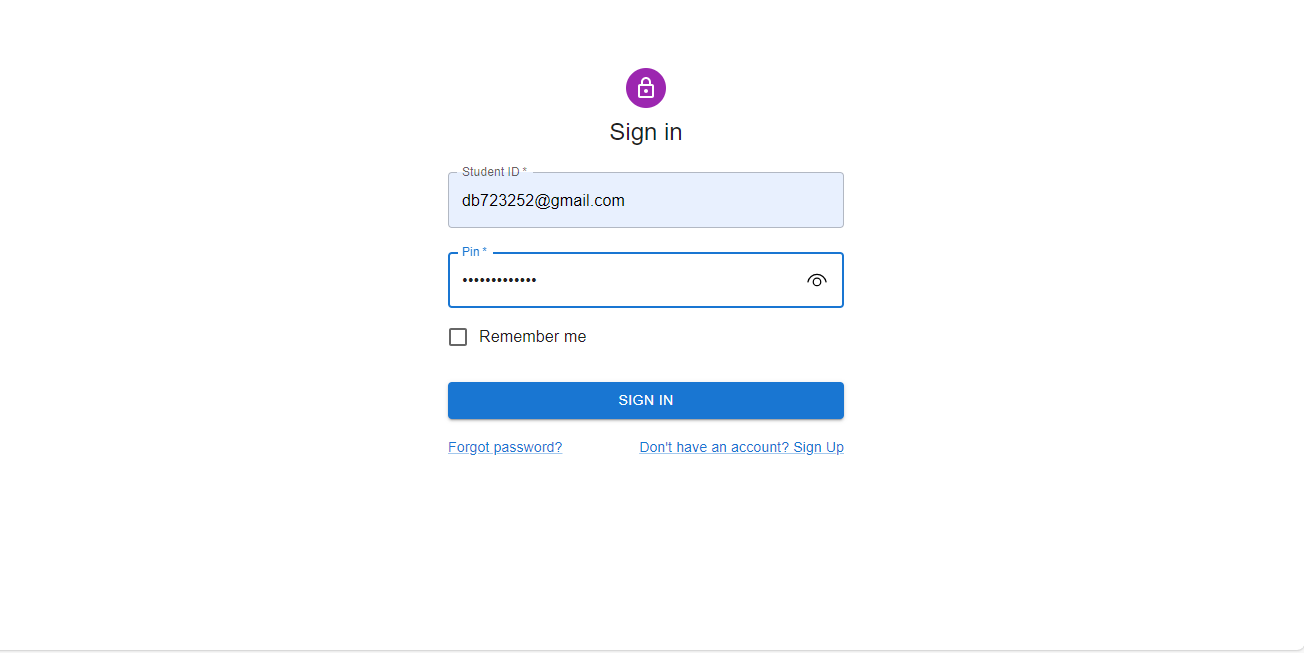 Sign in
Student ID *
db723252@gmail.com
Pin *
•••••••••••••
Remember me
SIGN IN
Forgot password? Don't have an account? Sign Up